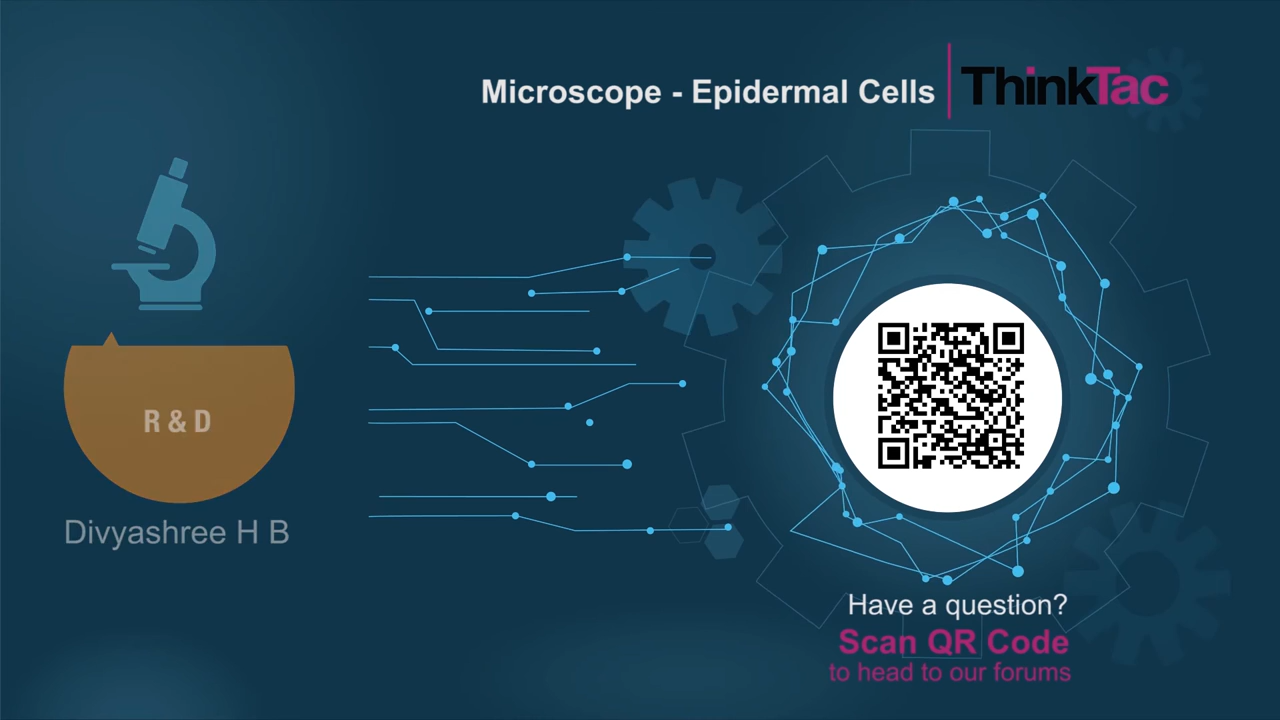 Microscope - Epidermal Cells
ThinkTac
R & D
Divyashree H B
Have a question?
Scan QR Code
to head to our forums